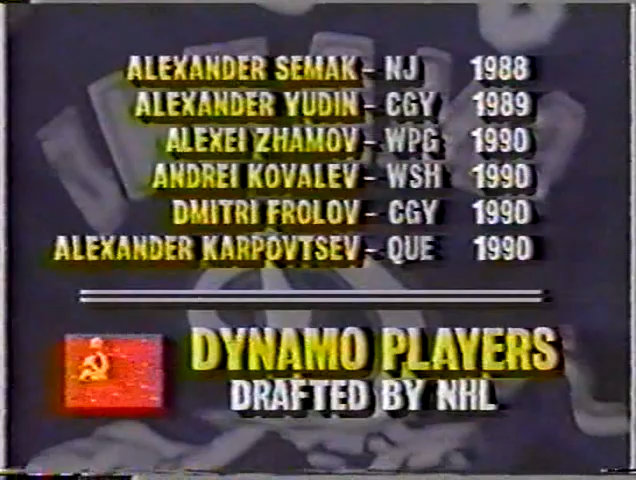 ALEXANDER SEMAK - NJ 1988
ALEXANDER YUDIN - CGY 1989
ALEXEI ZHAMOV - WPG 1990
ANDREI KOVALEV - WSH 1990
DMITRI FROLOV - CGY 1990
ALEXANDER KARPOVTSEV - QUE 1990
DYNAMO PLAYERS
DRAFTED BY NHL